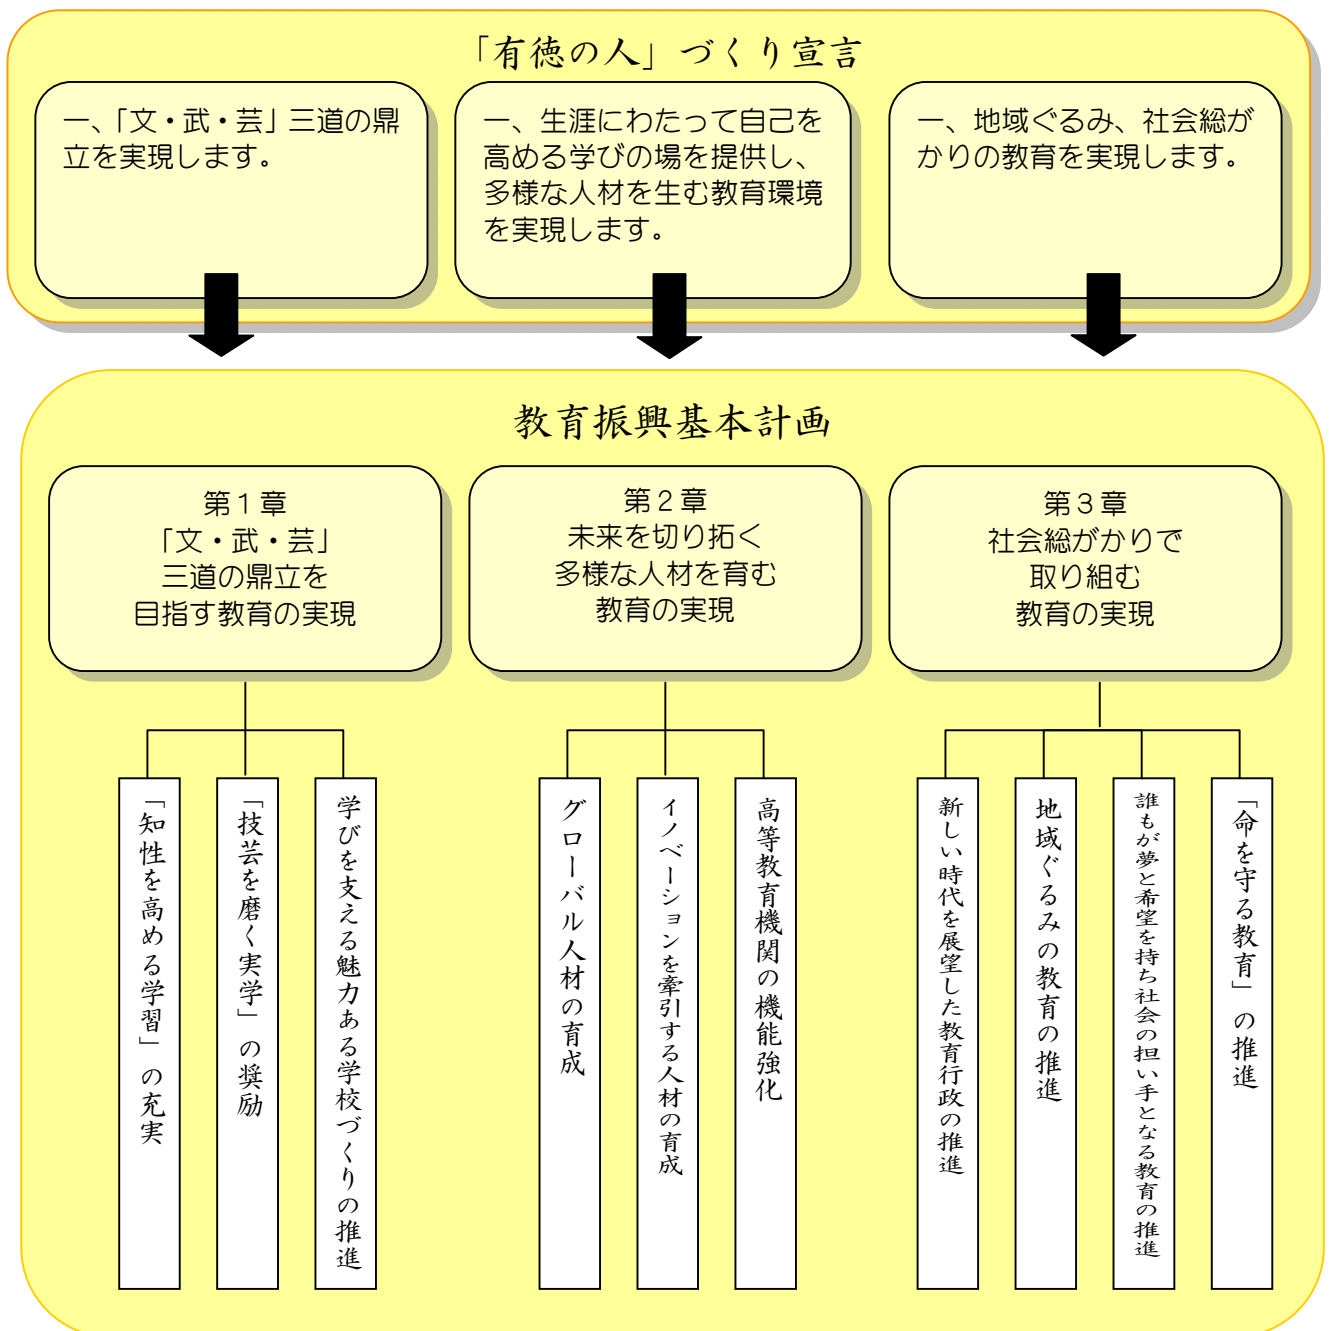 「有徳の人」づくり宣言
一、「文・武・芸」三道の鼎
立を実現します。
一、生涯にわたって自己を
高める学びの場を提供し、
多様な人材を生む教育環境
を実現します。
一、地域ぐるみ、社会総が
かりの教育を実現します。
教育振興基本計画
第１章
「文・武・芸」
三道の鼎立を
目指す教育の実現
第２章
未来を切り拓く
多様な人材を育む
教育の実現
第３章
社会総がかりで
取り組む
教育の実現
「知性を高める学習」の充実
「技芸を磨く実学」の奨励
学びを支える魅力ある学校づくりの推進
グローバル人材の育成
イノベーションを牽引する人材の育成
高等教育機関の機能強化
新しい時代を展望した教育行政の推進
地域ぐるみの教育の推進
誰もが夢と希望を持ち社会の担い手となる教育の推進
「命を守る教育」の推進